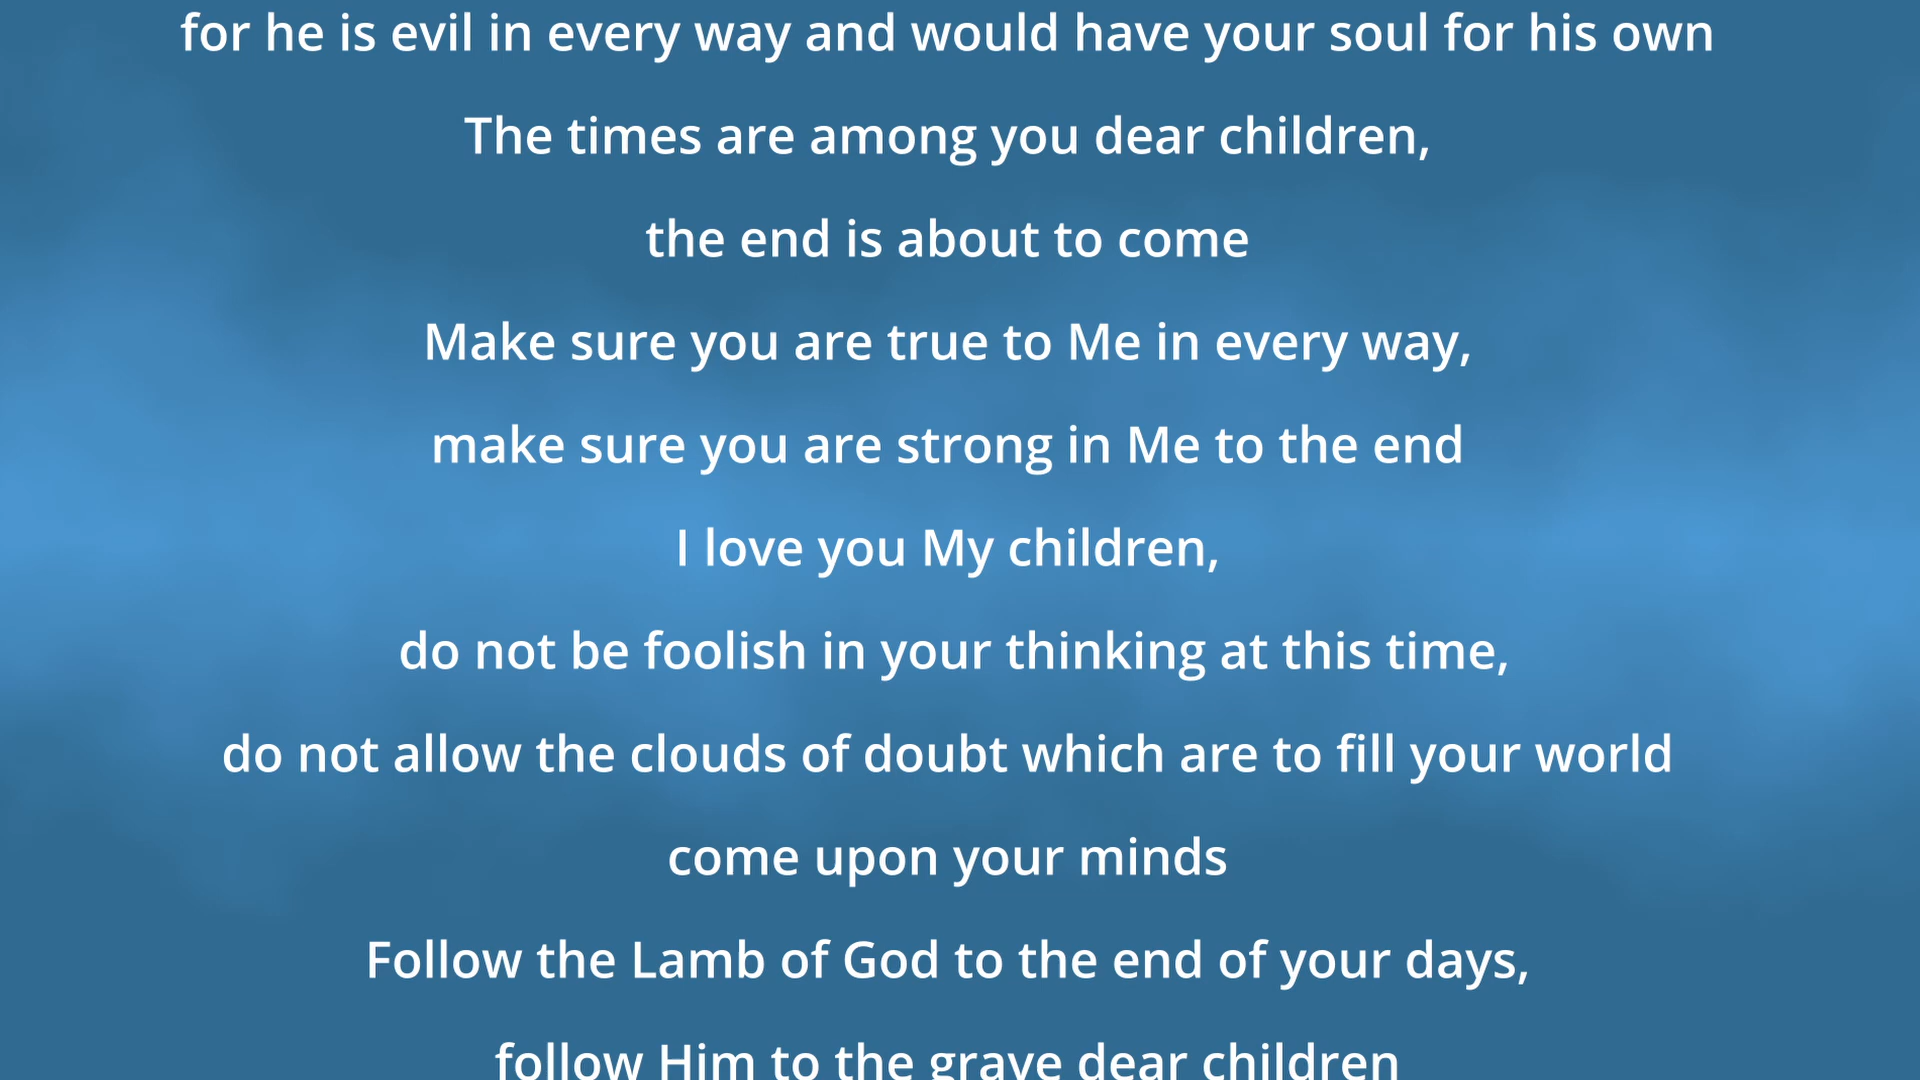 for he is evil in every way and would have your soul for his own
The times are among you dear children,
the end is about to come
Make sure you are true to Me in every way,
make sure you are strong in Me to the end
I love you My children,
do not be foolish in your thinking at this time,
do not allow the clouds of doubt which are to fill your world
come upon your minds
Follow the Lamb of God to the end of your days,
follow Him to the grave dear children